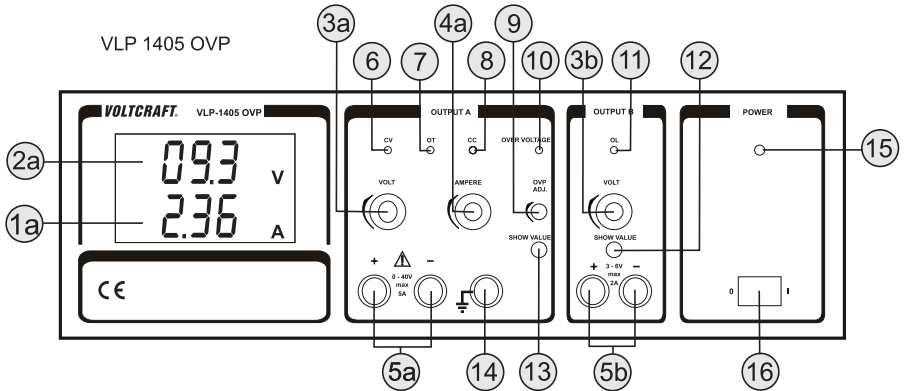 VLP 1405 OVP
3a
4a
9
6
7
8
10
3b
11
12
VOLTCRAFT® VLP-1405 OVP
OUTPUT A
OUTPUT B
POWER
CV
OT
CC
OVER VOLTAGE
OL
15
2a
09.3 V
1a
2.36 A
VOLT
AMPERE
OVP
ADJ.
VOLT
SHOW VALUE
SHOW VALUE
+
−
0 - 40V
max
5A
+
−
3 - 6V
max
2A
0
I
CE
5a
14
13
5b
16